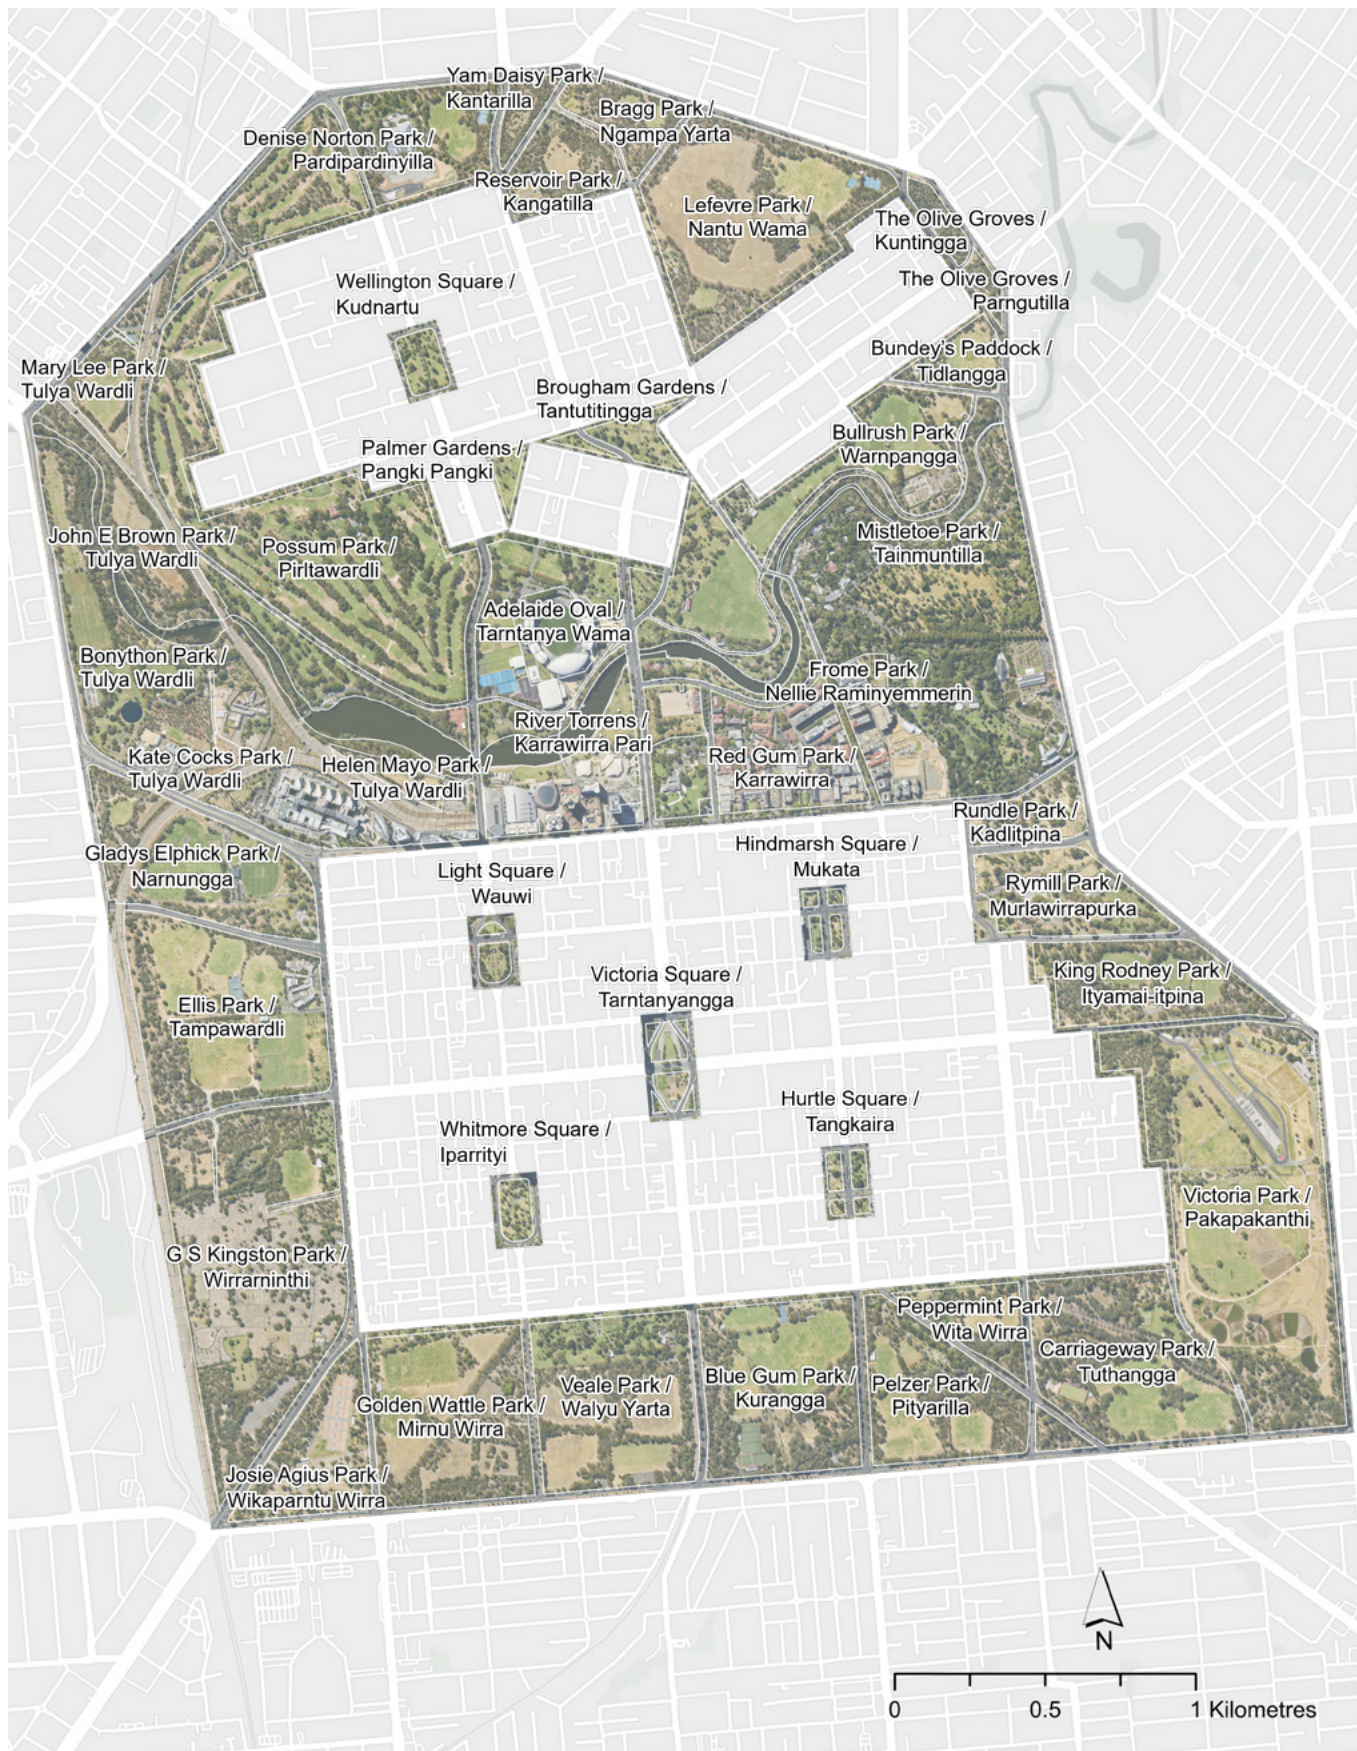 Yam Daisy Park /
Kantarilla
Bragg Park /
Ngampa Yarta
Denise Norton Park /
Pardipardinyilla
Reservoir Park /
Kangatilla
Lefevre Park /
Nantu Wama
The Olive Groves /
Kuntingga
The Olive Groves /
Parngutilla
Wellington Square /
Kudnartu
Bundey's Paddock /
Tidlangga
Mary Lee Park /
Tulya Wardli
Brougham Gardens /
Tantutitingga
Bullrush Park /
Warnpangga
Palmer Gardens /
Pangki Pangki
John E Brown Park /
Tulya Wardli
Possum Park /
Pirltawardli
Mistletoe Park /
Tainmuntilla
Adelaide Oval /
Tarntanya Wama
Bonython Park /
Tulya Wardli
Frome Park /
Nellie Raminyemmerin
River Torrens /
Karrawirra Pari
Kate Cocks Park /
Tulya Wardli
Helen Mayo Park /
Tulya Wardli
Red Gum Park /
Karrawirra
Rundle Park /
Kadlitpina
Gladys Elphick Park /
Narnungga
Light Square /
Wauwi
Hindmarsh Square /
Mukata
Rymill Park /
Murlawirrapurka
Victoria Square /
Tarntanyangga
King Rodney Park /
Ityamai-itpina
Ellis Park /
Tampawardli
Whitmore Square /
Iparrityi
Hurtle Square /
Tangkaira
Victoria Park /
Pakapakanthi
G S Kingston Park /
Wirrarninthi
Peppermint Park /
Wita Wirra
Carriageway Park /
Tuthangga
Golden Wattle Park /
Mirnu Wirra
Veale Park /
Walyu Yarta
Blue Gum Park /
Kurangga
Pelzer Park /
Pityarilla
Josie Agius Park /
Wikaparntu Wirra
N
0 0.5 1 Kilometres